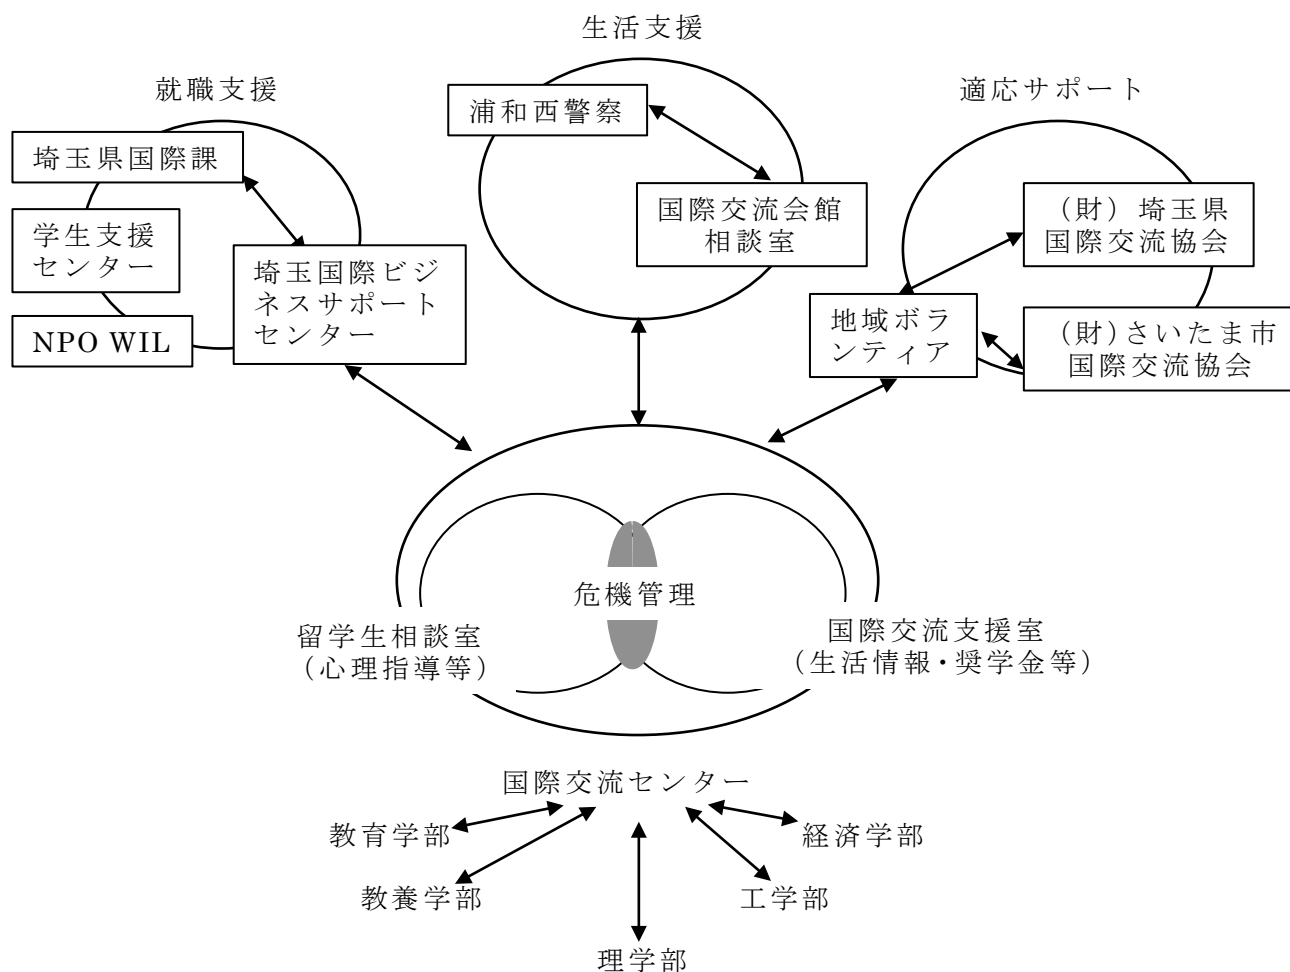 生活支援
就職支援
適応サポート
浦和西警察
埼玉県国際課
国際交流会館
相談室
(財)埼玉県
国際交流協会
学生支援
センター
埼玉国際ビジ
ネスサポート
センター
地域ボラ
ンティア
(財)さいたま市
国際交流協会
NPO WIL
危機管理
留学生相談室
(心理指導等)
国際交流支援室
(生活情報・奨学金等)
国際交流センター
教育学部
経済学部
教養学部
工学部
理学部